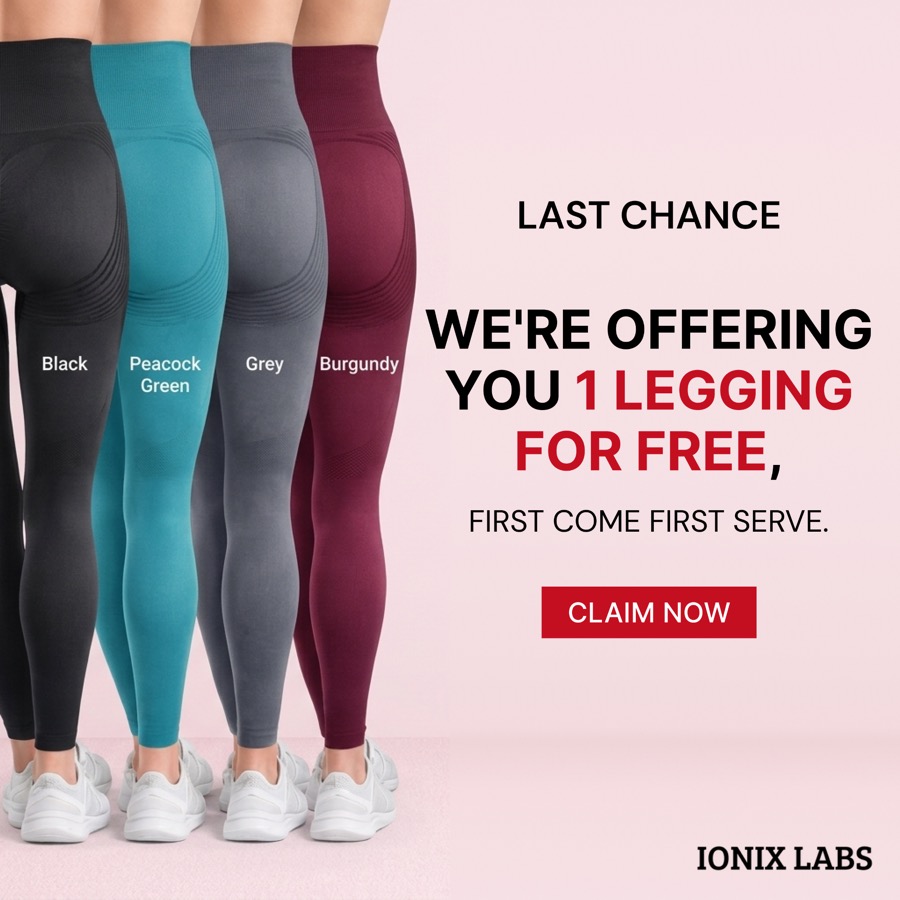 LAST CHANCE
WE'RE OFFERING
YOU 1 LEGGING
FOR FREE,
FIRST COME FIRST SERVE.
CLAIM NOW
Black
Peacock
Green
Grey
Burgundy
IONIX LABS